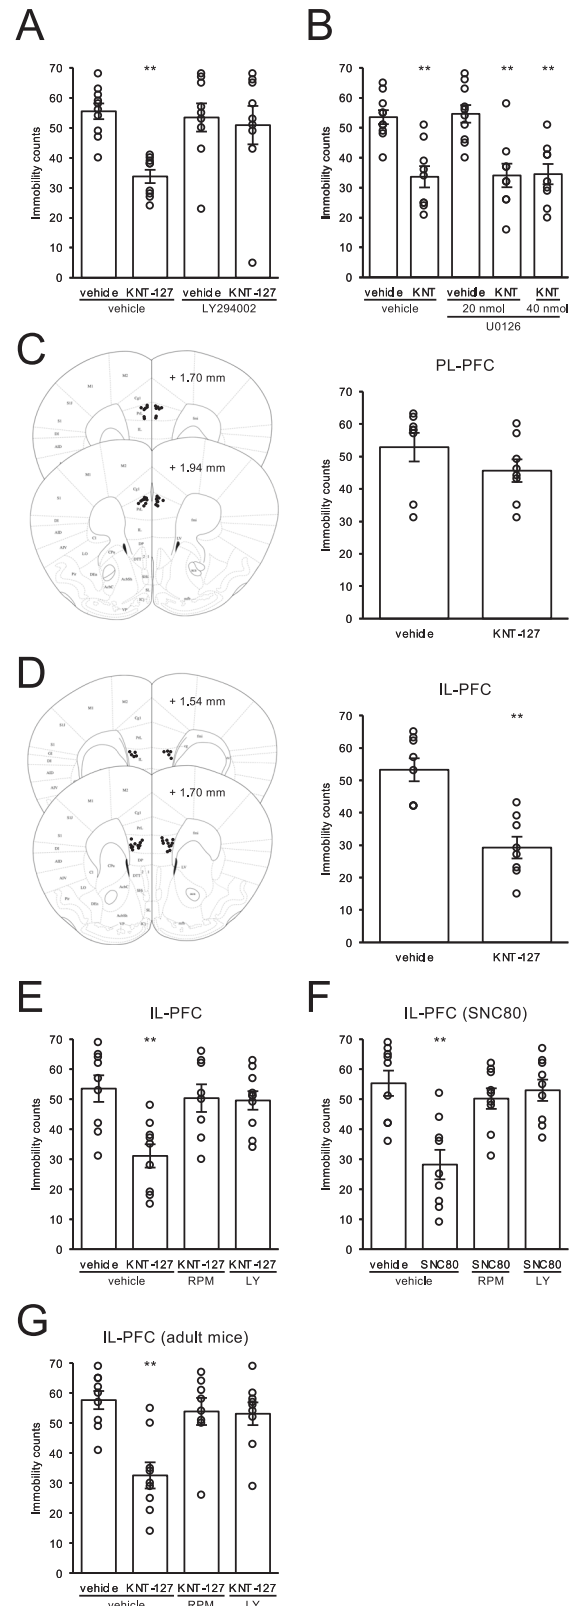 A
Immobility counts
70
60
50
40
30
20
10
0
**
vehicle KNT-127 vehicle KNT-127
vehicle LY294002
B
Immobility counts
70
60
50
40
30
20
10
0
** ** **
vehicle KNT vehicle KNT KNT
vehicle 20 nmol 40 nmol
U0126
C
+ 1.70 mm
+ 1.94 mm
PL-PFC
Immobility counts
70
60
50
40
30
20
10
0
vehicle KNT-127
D
+ 1.54 mm
+ 1.70 mm
IL-PFC
Immobility counts
70
60
50
40
30
20
10
0
**
vehicle KNT-127
E
IL-PFC
Immobility counts
70
60
50
40
30
20
10
0
**
vehicle KNT-127 KNT-127 KNT-127
vehicle RPM LY
F
IL-PFC (SNC80)
Immobility counts
70
60
50
40
30
20
10
0
**
vehicle SNC80 SNC80 SNC80
vehicle RPM LY
G
IL-PFC (adult mice)
Immobility counts
70
60
50
40
30
20
10
0
**
vehicle KNT-127 KNT-127 KNT-127
vehicle RPM LY